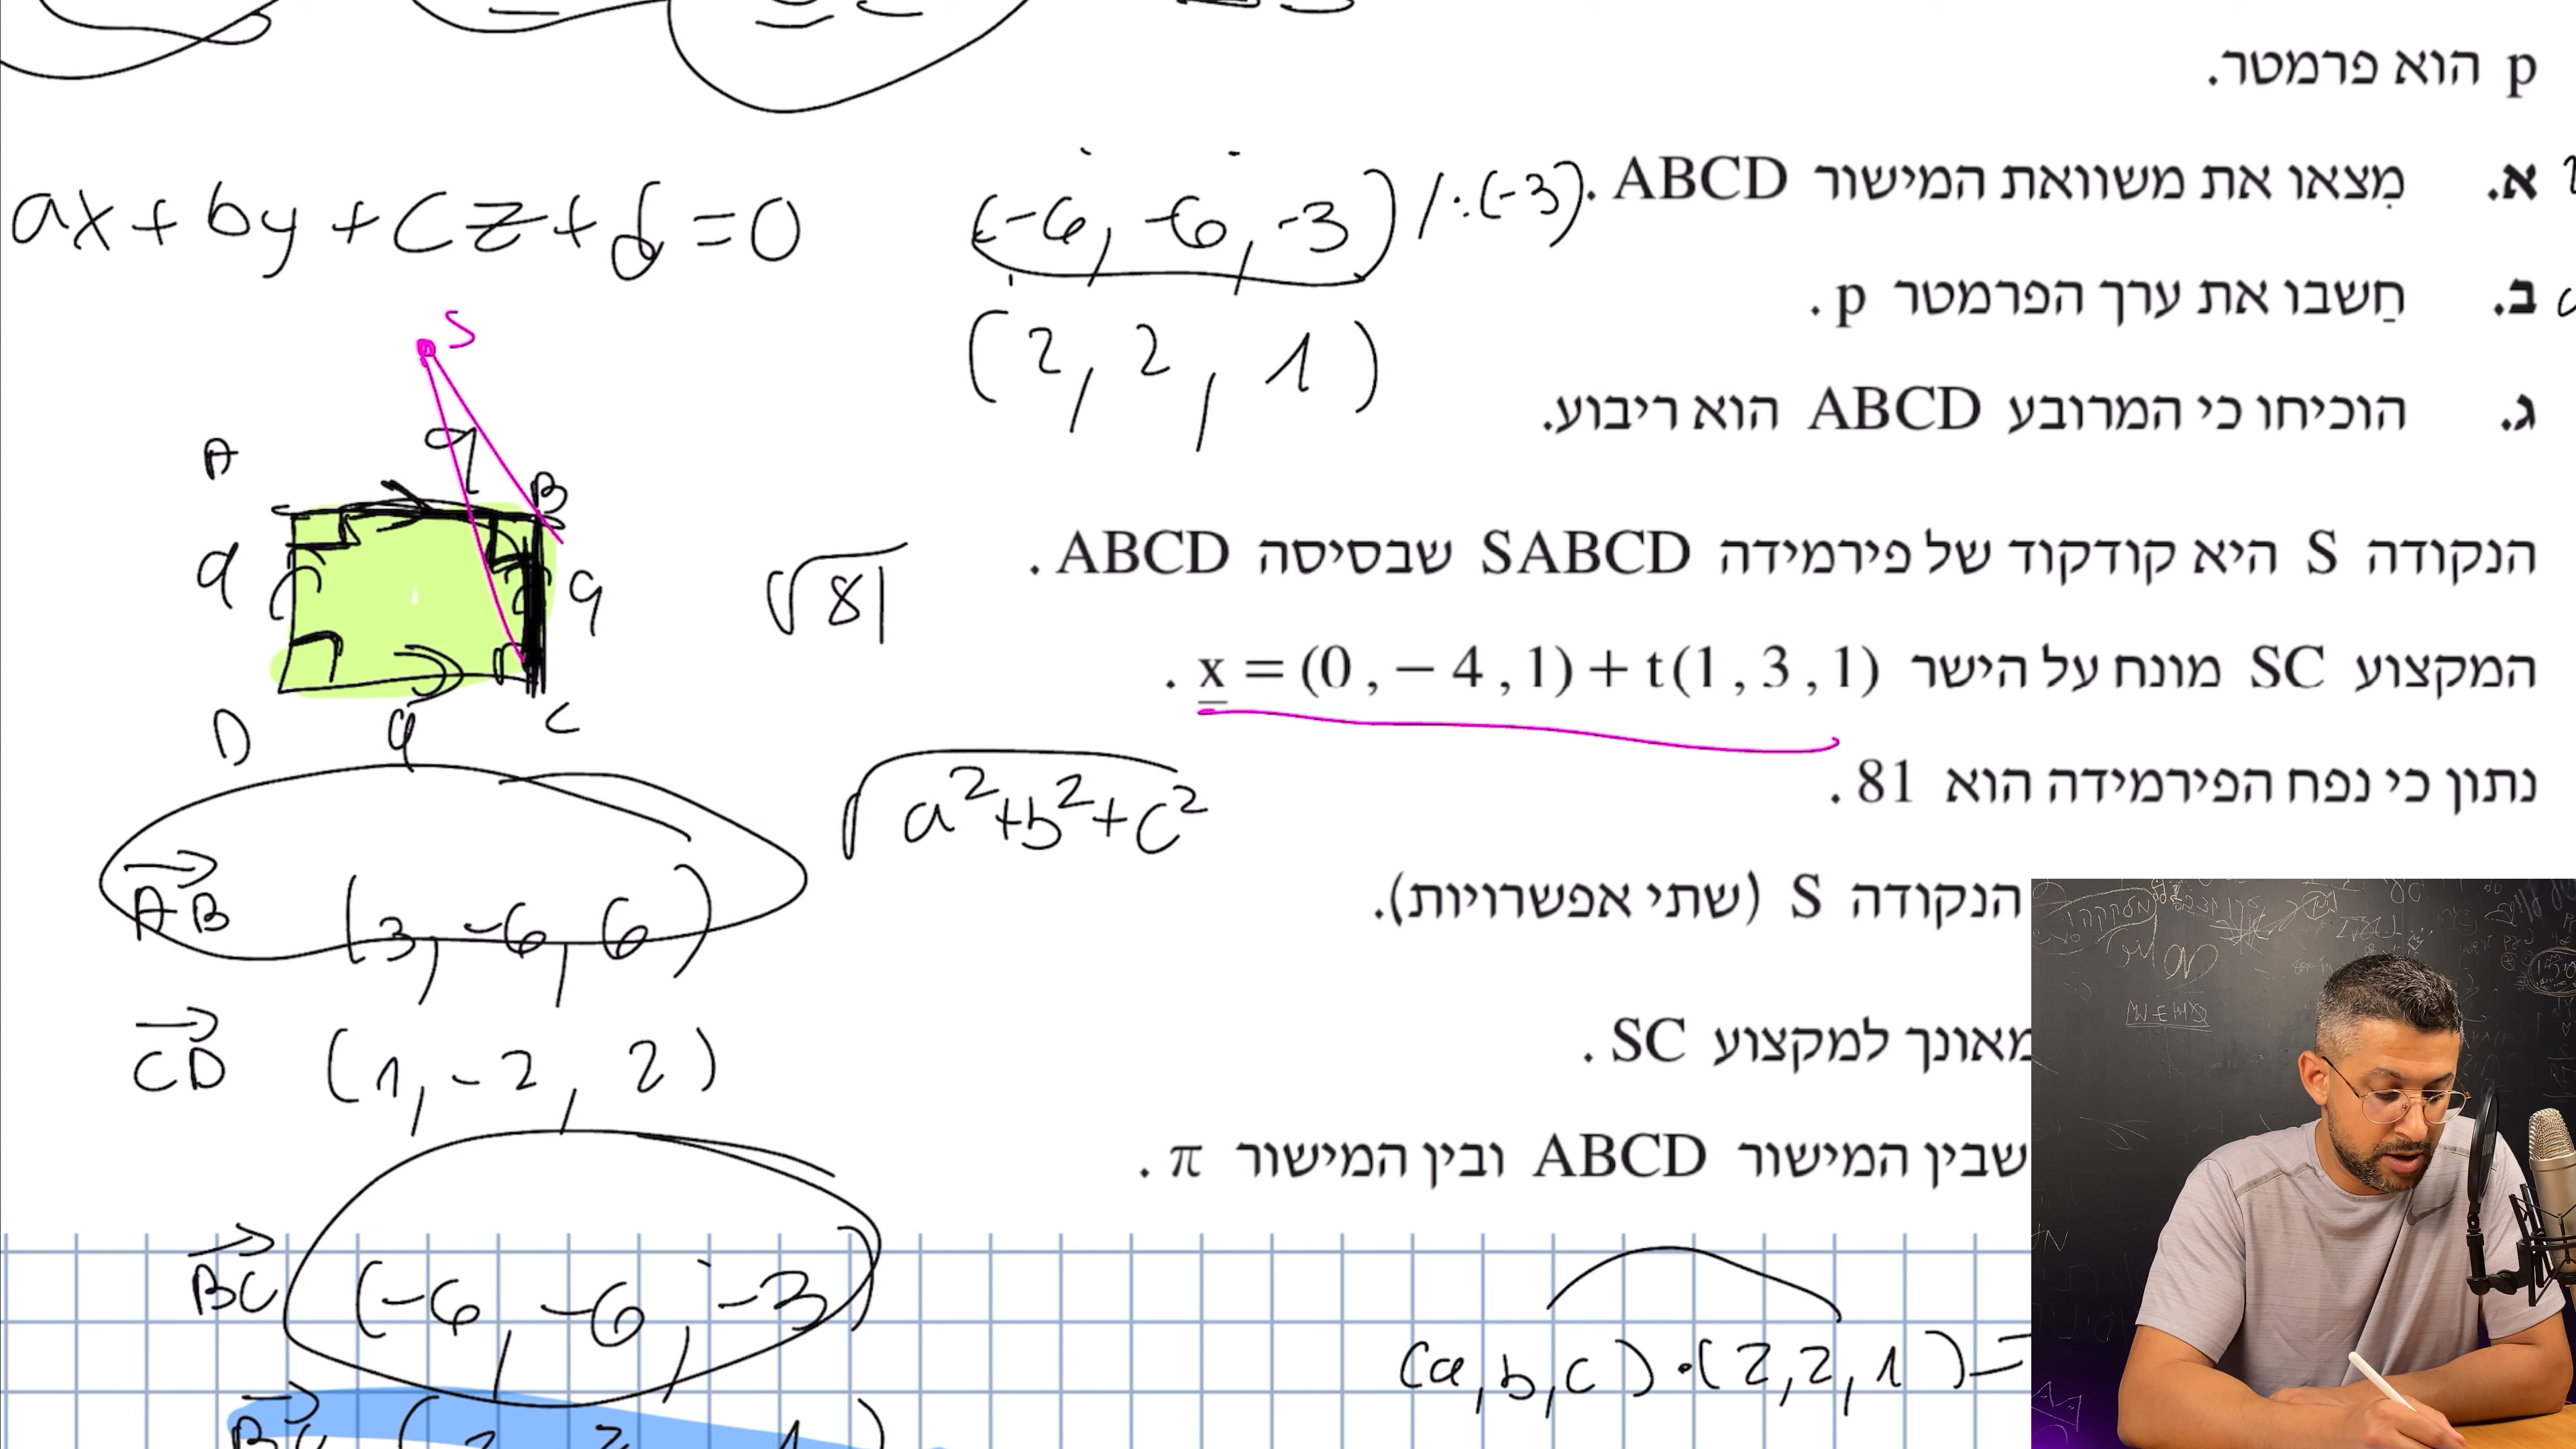 p הוא פרמטר.
א. מִצאו את משוואת המישור ABCD.
ב. חַשבו את ערך הפרמטר p.
ג. הוכיחו כי המרובע ABCD הוא ריבוע.
הנקודה S היא קודקוד של פירמידה SABCD שבסיסה ABCD.
המקצוע SC מונח על הישר x = (0 , − 4 , 1) + t(1 , 3 , 1).
נתון כי נפח הפירמידה הוא 81.
הנקודה S (שתי אפשרויות).
מאונך למקצוע SC.
שבין המישור ABCD ובין המישור π.
ax + by + cz + d = 0
(-6, -6, -3) /:(-3)
(2, 2, 1)
S
9
A
B
9
9
D
9
C
√81
√a²+b²+c²
AB (3, -6, 6)
CD (1, -2, 2)
BC (-6, -6, -3)
(a, b, c)·(2, 2, 1) =